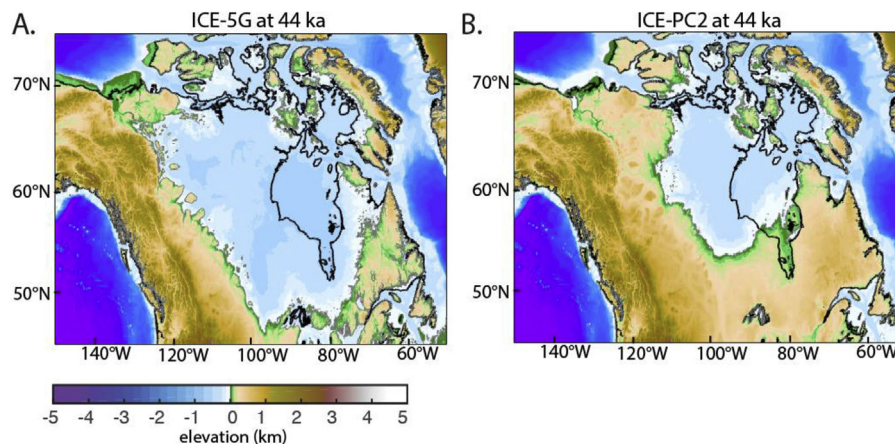 A. ICE-5G at 44 ka
B. ICE-PC2 at 44 ka
70°N
60°N
50°N
140°W 120°W 100°W 80°W 60°W
70°N
60°N
50°N
140°W 120°W 100°W 80°W 60°W
-5 -4 -3 -2 -1 0 1 2 3 4 5
elevation (km)